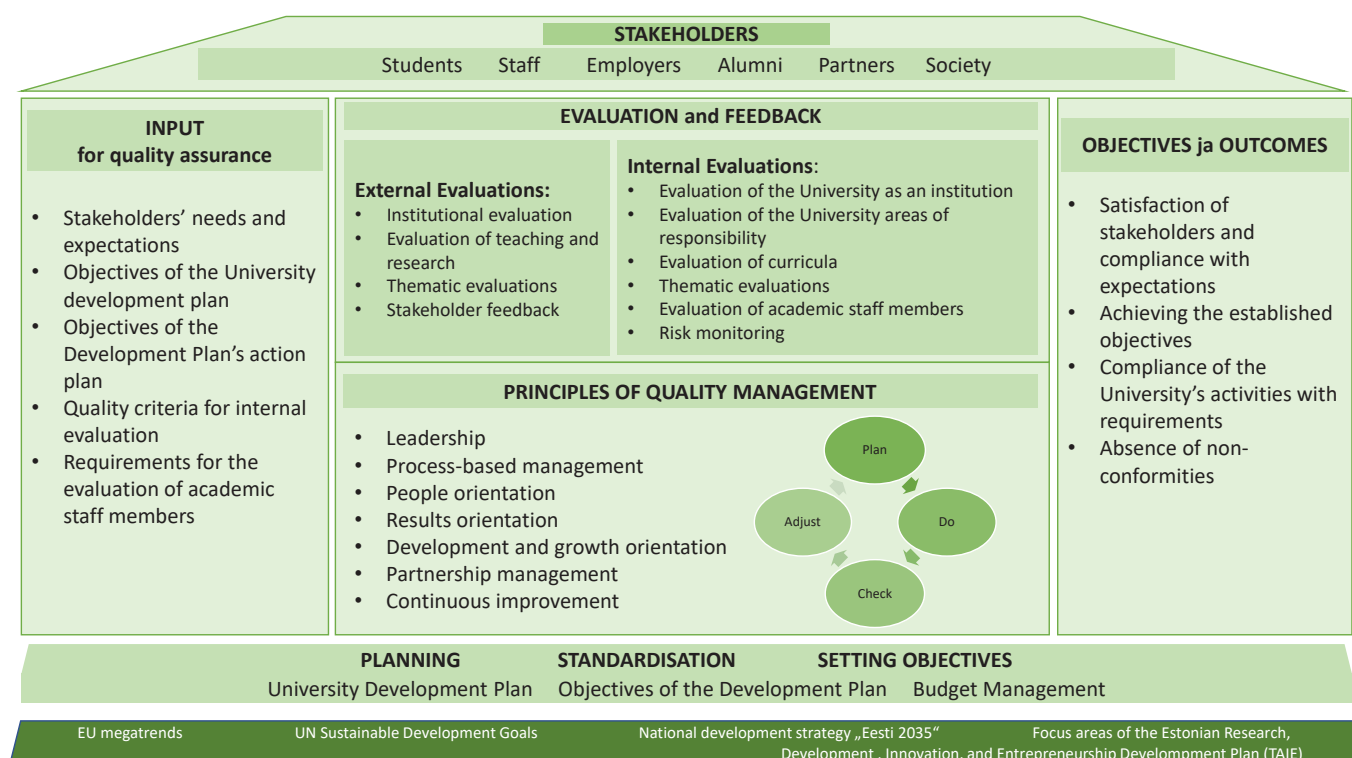 STAKEHOLDERS
Students Staff Employers Alumni Partners Society
INPUT
for quality assurance
• Stakeholders’ needs and
expectations
• Objectives of the University
development plan
• Objectives of the
Development Plan’s action
plan
• Quality criteria for internal
evaluation
• Requirements for the
evaluation of academic
staff members
EVALUATION and FEEDBACK
External Evaluations:
• Institutional evaluation
• Evaluation of teaching and
research
• Thematic evaluations
• Stakeholder feedback
Internal Evaluations:
• Evaluation of the University as an institution
• Evaluation of the University areas of
responsibility
• Evaluation of curricula
• Thematic evaluations
• Evaluation of academic staff members
• Risk monitoring
PRINCIPLES OF QUALITY MANAGEMENT
• Leadership
• Process-based management
• People orientation
• Results orientation
• Development and growth orientation
• Partnership management
• Continuous improvement
Plan
Do
Check
Adjust
OBJECTIVES ja OUTCOMES
• Satisfaction of
stakeholders and
compliance with
expectations
• Achieving the established
objectives
• Compliance of the
University’s activities with
requirements
• Absence of non-
conformities
PLANNING STANDARDISATION SETTING OBJECTIVES
University Development Plan Objectives of the Development Plan Budget Management
EU megatrends UN Sustainable Development Goals National development strategy „Eesti 2035“ Focus areas of the Estonian Research,
Development , Innovation, and Entrepreneurship Develompment Plan (TAIE)